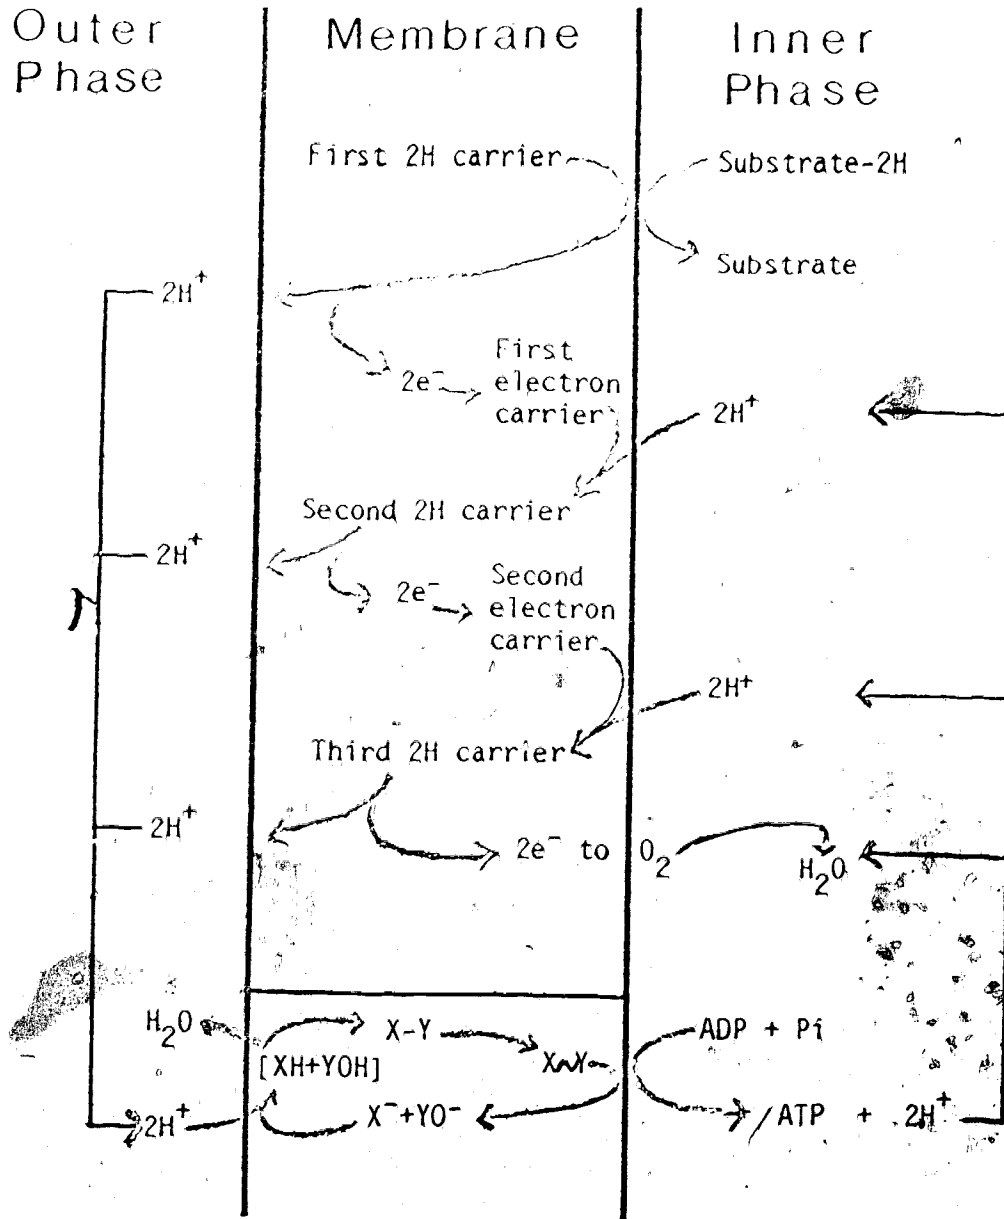 Outer
Phase
Membrane
Inner
Phase
First 2H carrier
Substrate-2H
Substrate
2H⁺
2e⁻
First
electron
carrier
2H⁺
Second 2H carrier
2H⁺
2e⁻
Second
electron
carrier
2H⁺
Third 2H carrier
2H⁺
2e⁻ to O₂
H₂O
H₂O
X-Y
X~Y
ADP + Pi
[XH+YOH]
2H⁺
X⁻+YO⁻
ATP + 2H⁺